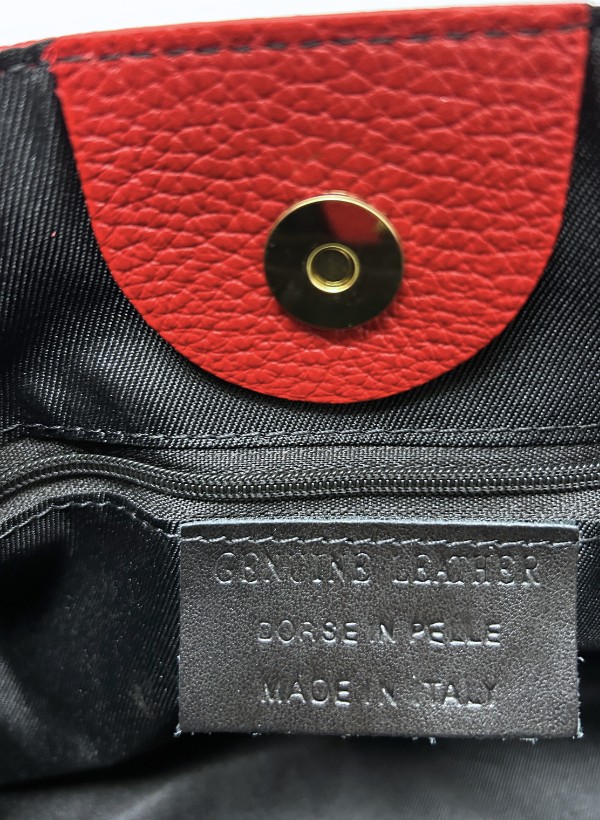 GENUINE LEATHER
BORSE IN PELLE
MADE IN ITALY